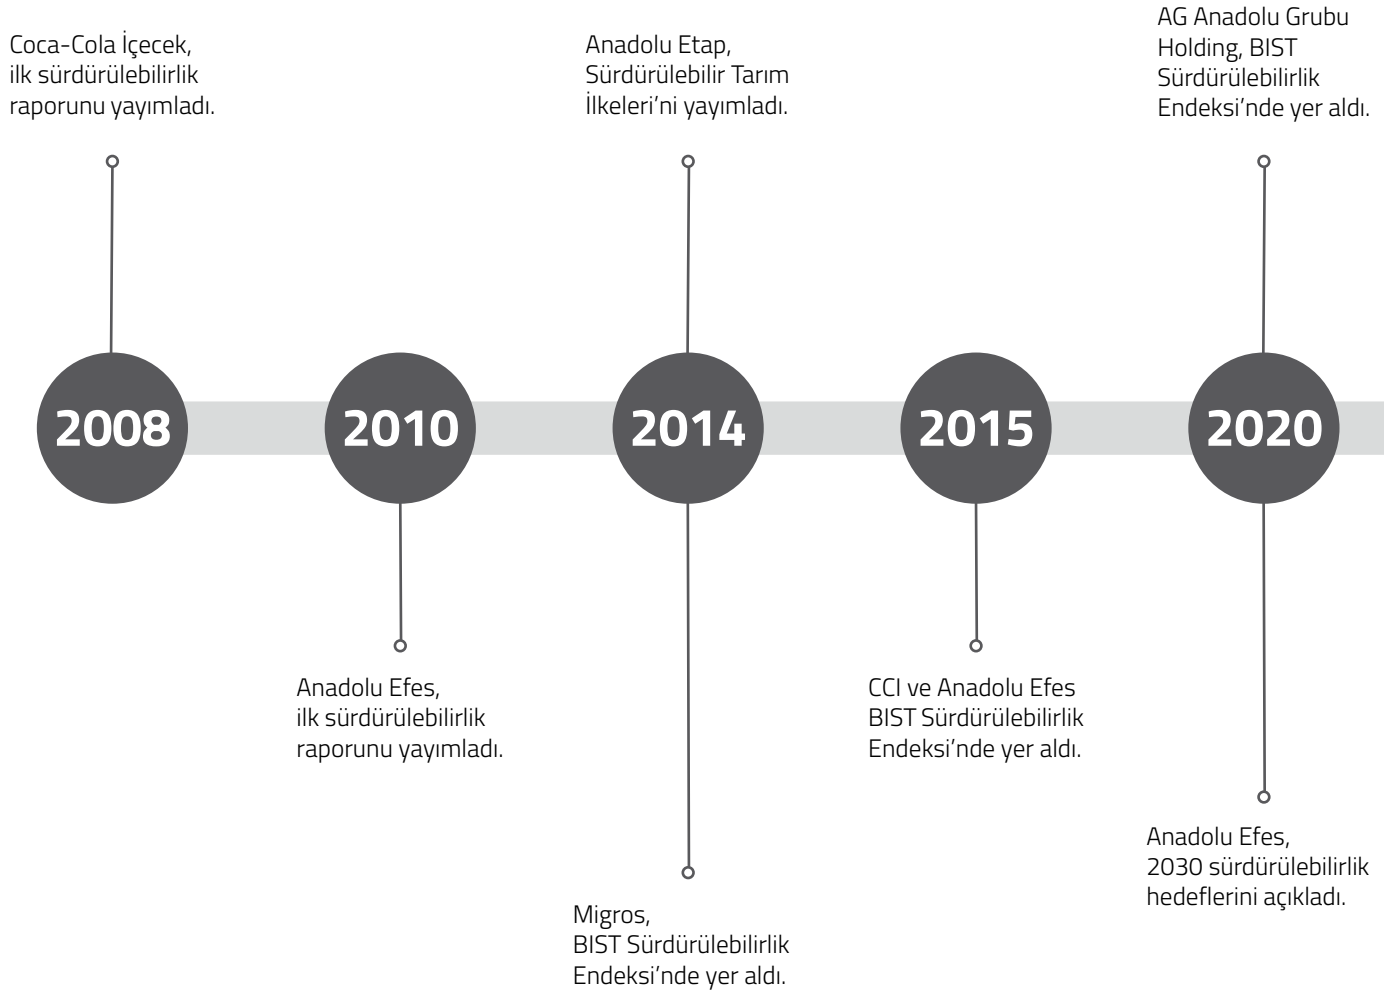 Coca-Cola İçecek,
ilk sürdürülebilirlik
raporunu yayımladı.
Anadolu Etap,
Sürdürülebilir Tarım
İlkeleri’ni yayımladı.
AG Anadolu Grubu
Holding, BIST
Sürdürülebilirlik
Endeksi’nde yer aldı.
2008
2010
2014
2015
2020
Anadolu Efes,
ilk sürdürülebilirlik
raporunu yayımladı.
CCI ve Anadolu Efes
BIST Sürdürülebilirlik
Endeksi’nde yer aldı.
Anadolu Efes,
2030 sürdürülebilirlik
hedeflerini açıkladı.
Migros,
BIST Sürdürülebilirlik
Endeksi’nde yer aldı.